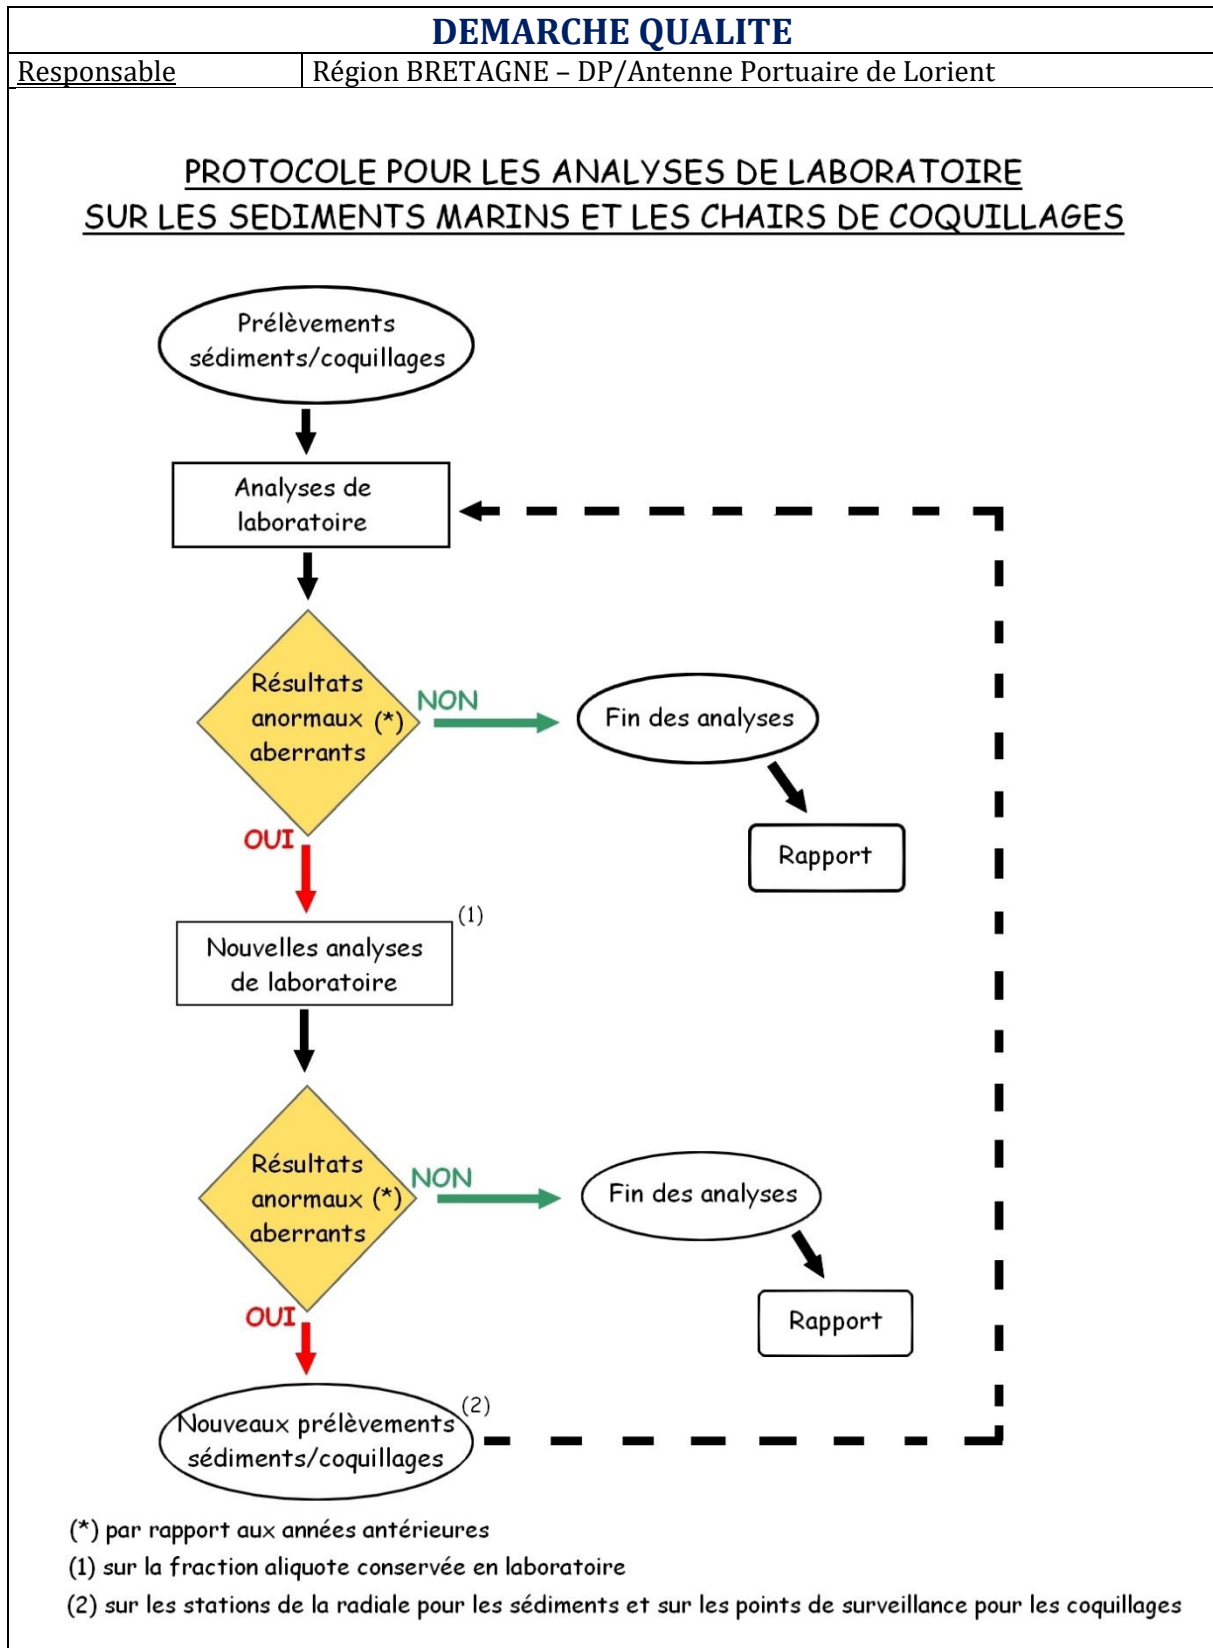 DEMARCHE QUALITE
Responsable
Région BRETAGNE – DP/Antenne Portuaire de Lorient
PROTOCOLE POUR LES ANALYSES DE LABORATOIRE
SUR LES SEDIMENTS MARINS ET LES CHAIRS DE COQUILLAGES
Prélèvements
sédiments/coquillages
Analyses de
laboratoire
Résultats
anormaux (*)
aberrants
NON
Fin des analyses
Rapport
OUI
Nouvelles analyses
de laboratoire
(1)
Résultats
anormaux (*)
aberrants
NON
Fin des analyses
Rapport
OUI
Nouveaux prélèvements
sédiments/coquillages
(2)
(*) par rapport aux années antérieures
(1) sur la fraction aliquote conservée en laboratoire
(2) sur les stations de la radiale pour les sédiments et sur les points de surveillance pour les coquillages